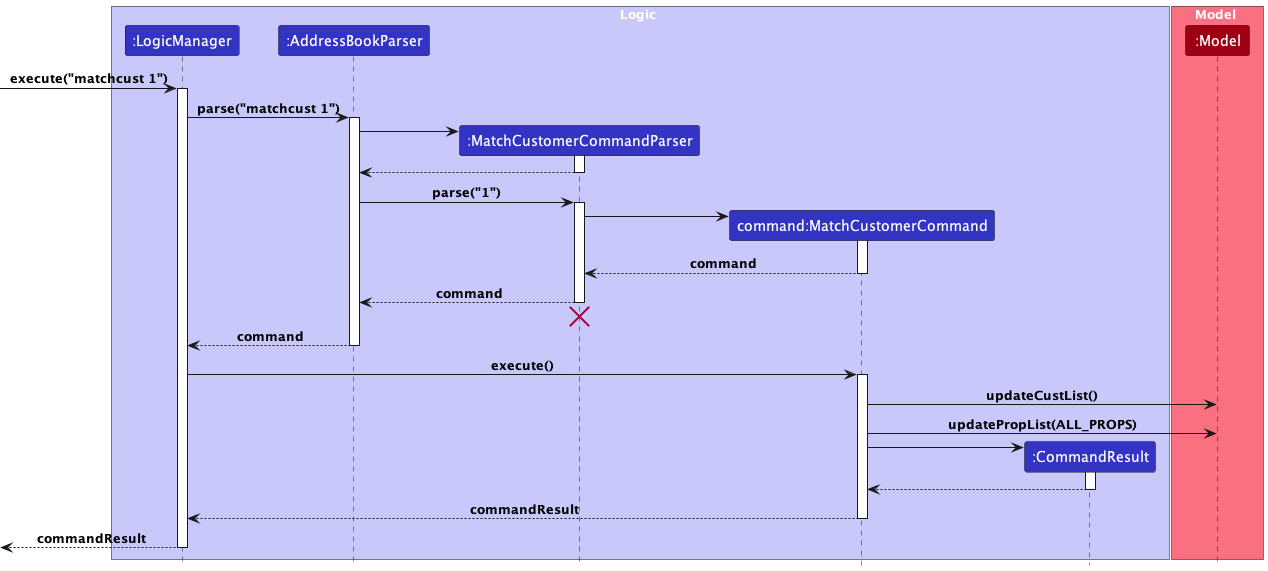 Logic
Model
:LogicManager
:AddressBookParser
:Model
execute("matchcust 1")
parse("matchcust 1")
:MatchCustomerCommandParser
parse("1")
command:MatchCustomerCommand
command
command
command
execute()
updateCustList()
updatePropList(ALL_PROPS)
:CommandResult
commandResult
commandResult